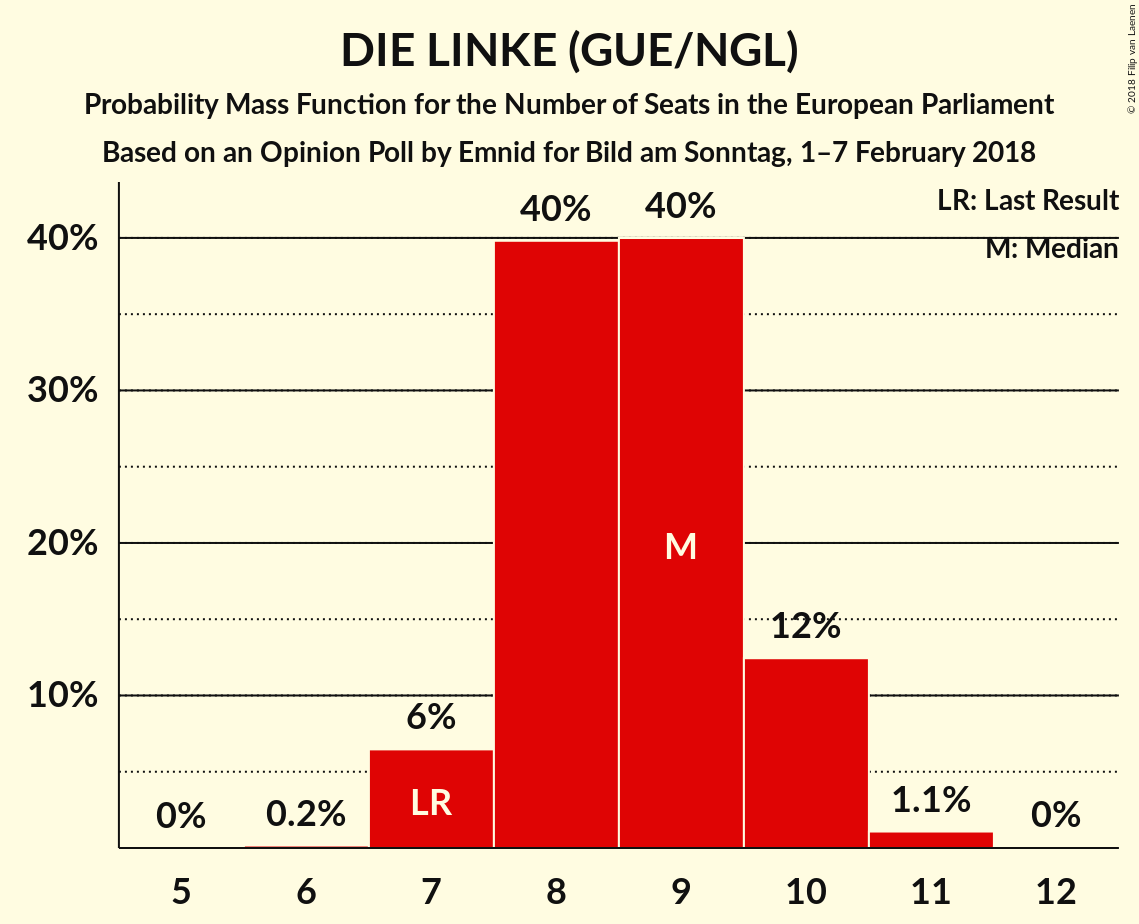 DIE LINKE (GUE/NGL)
Probability Mass Function for the Number of Seats in the European Parliament
Based on an Opinion Poll by Emnid for Bild am Sonntag, 1–7 February 2018
© 2018 Filip van Laenen
LR: Last Result
M: Median
40%
30%
20%
10%
0%
0.2%
6%
40%
40%
12%
1.1%
0%
LR
M
5
6
7
8
9
10
11
12